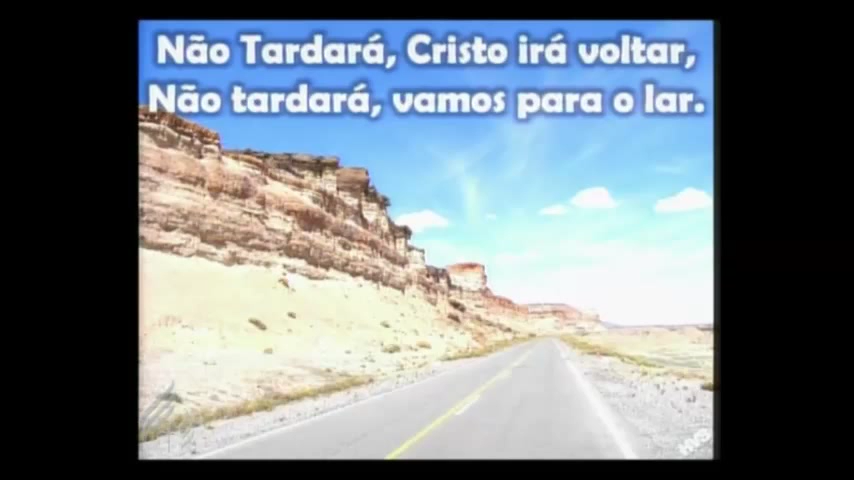 Não Tardará, Cristo irá voltar,
Não tardará, vamos para o lar.